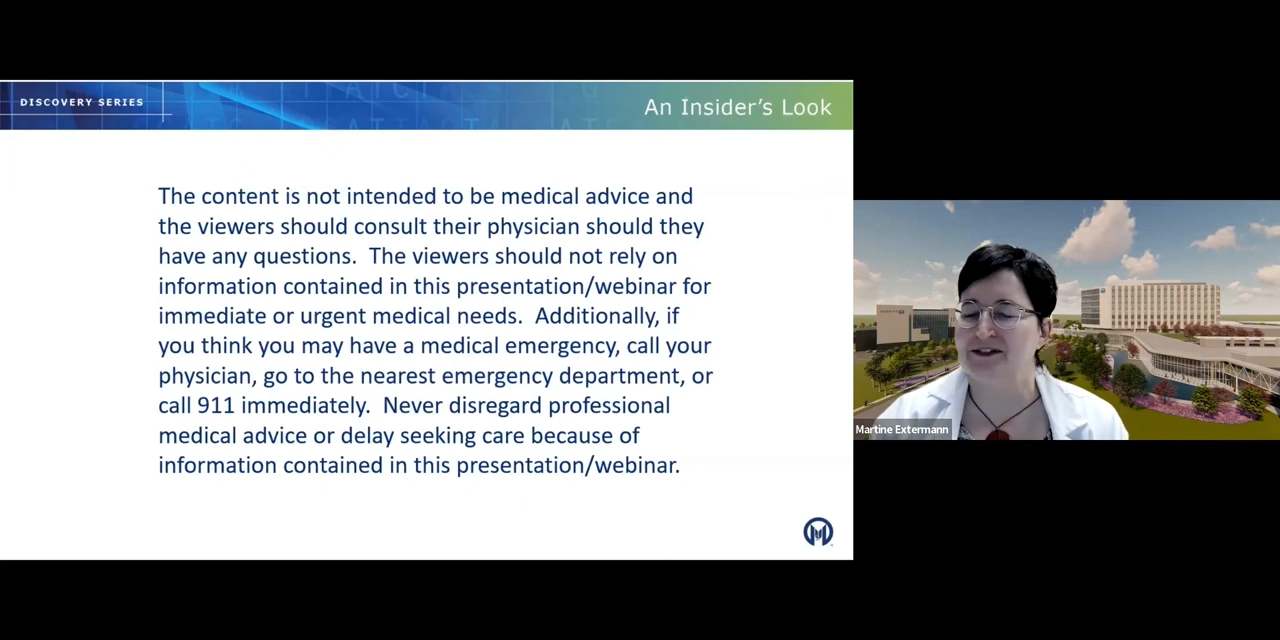 DISCOVERY SERIES
An Insider's Look
The content is not intended to be medical advice and
the viewers should consult their physician should they
have any questions.  The viewers should not rely on
information contained in this presentation/webinar for
immediate or urgent medical needs.  Additionally, if
you think you may have a medical emergency, call your
physician, go to the nearest emergency department, or
call 911 immediately.  Never disregard professional
medical advice or delay seeking care because of
information contained in this presentation/webinar.
Martine Extermann